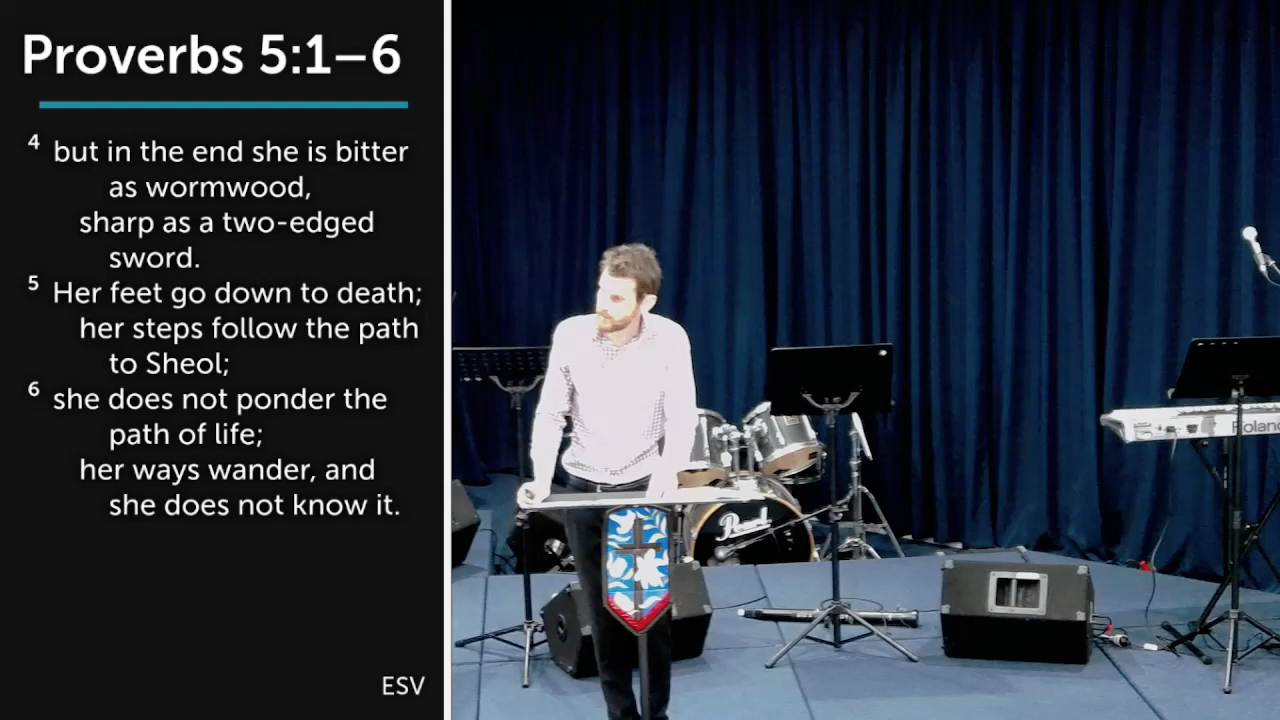 Proverbs 5:1–6
4 but in the end she is bitter
as wormwood,
sharp as a two-edged
sword.
5 Her feet go down to death;
her steps follow the path
to Sheol;
6 she does not ponder the
path of life;
her ways wander, and
she does not know it.
ESV
Pearl
Roland